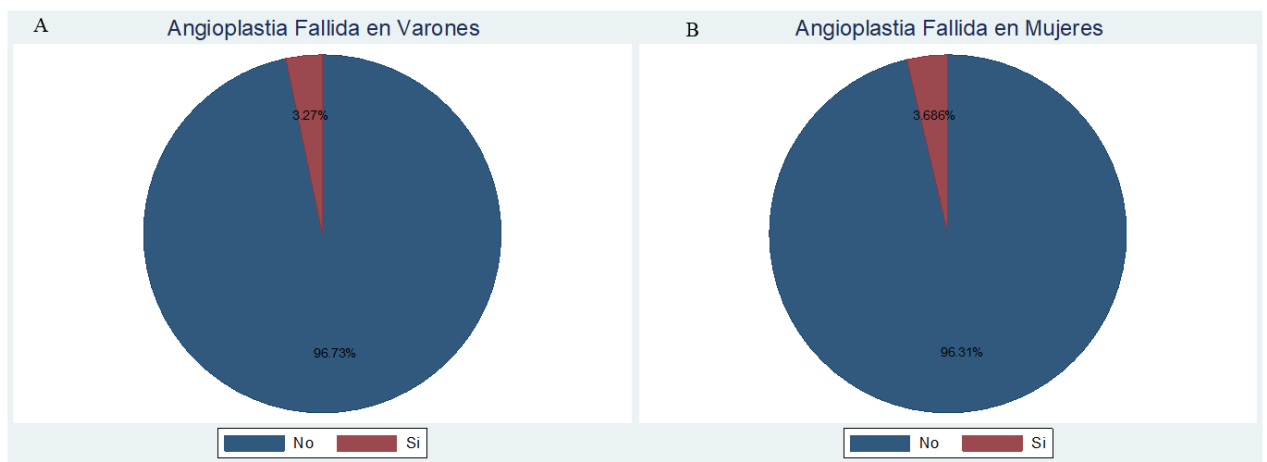 A
Angioplastia Fallida en Varones
3.27%
96.73%
No
Si
B
Angioplastia Fallida en Mujeres
3.686%
96.31%
No
Si